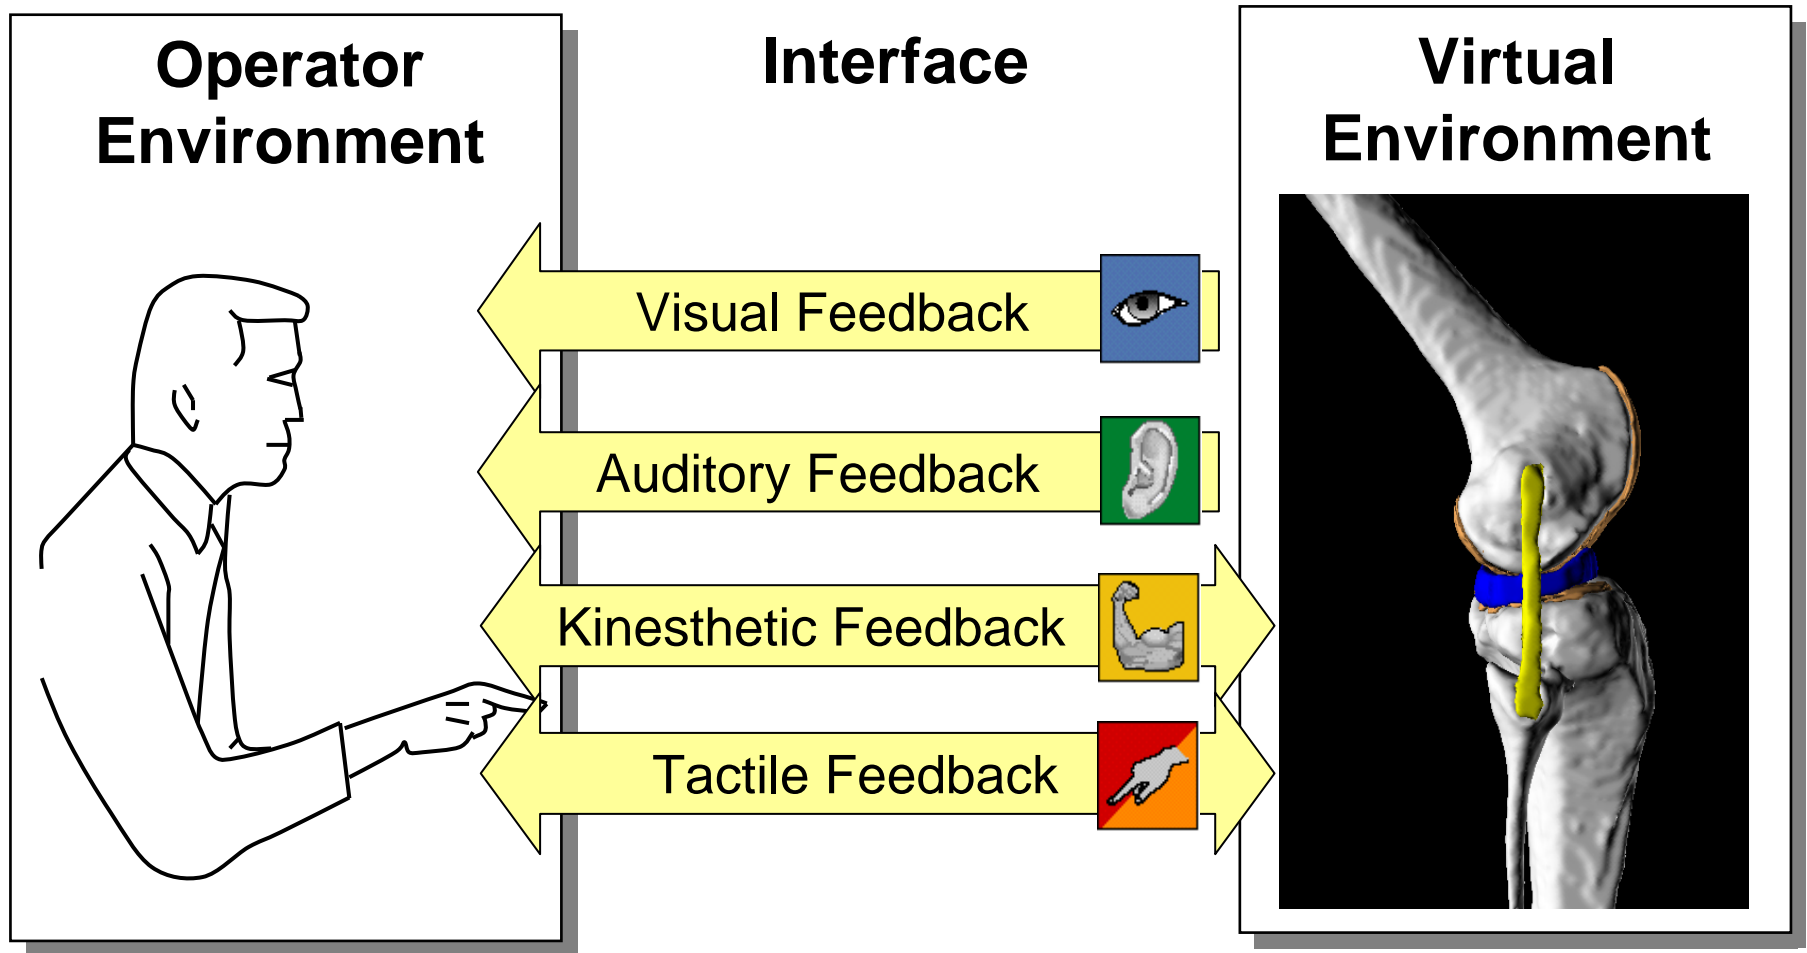 Operator
Environment
Interface
Virtual
Environment
Visual Feedback
Auditory Feedback
Kinesthetic Feedback
Tactile Feedback